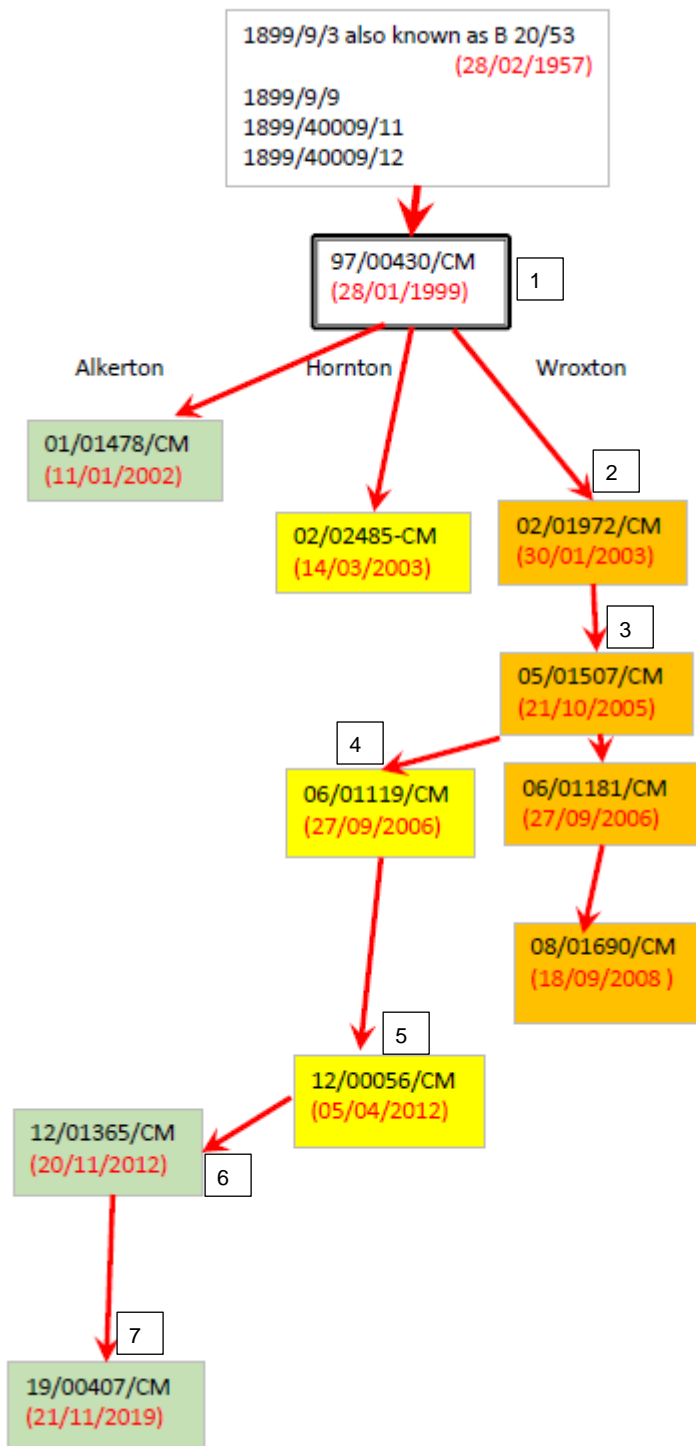 1899/9/3 also known as B 20/53
(28/02/1957)
1899/9/9
1899/40009/11
1899/40009/12
97/00430/CM
(28/01/1999)
1
Alkerton
Hornton
Wroxton
01/01478/CM
(11/01/2002)
2
02/02485-CM
(14/03/2003)
02/01972/CM
(30/01/2003)
3
05/01507/CM
(21/10/2005)
4
06/01119/CM
(27/09/2006)
06/01181/CM
(27/09/2006)
08/01690/CM
(18/09/2008 )
5
12/00056/CM
(05/04/2012)
12/01365/CM
(20/11/2012)
6
7
19/00407/CM
(21/11/2019)